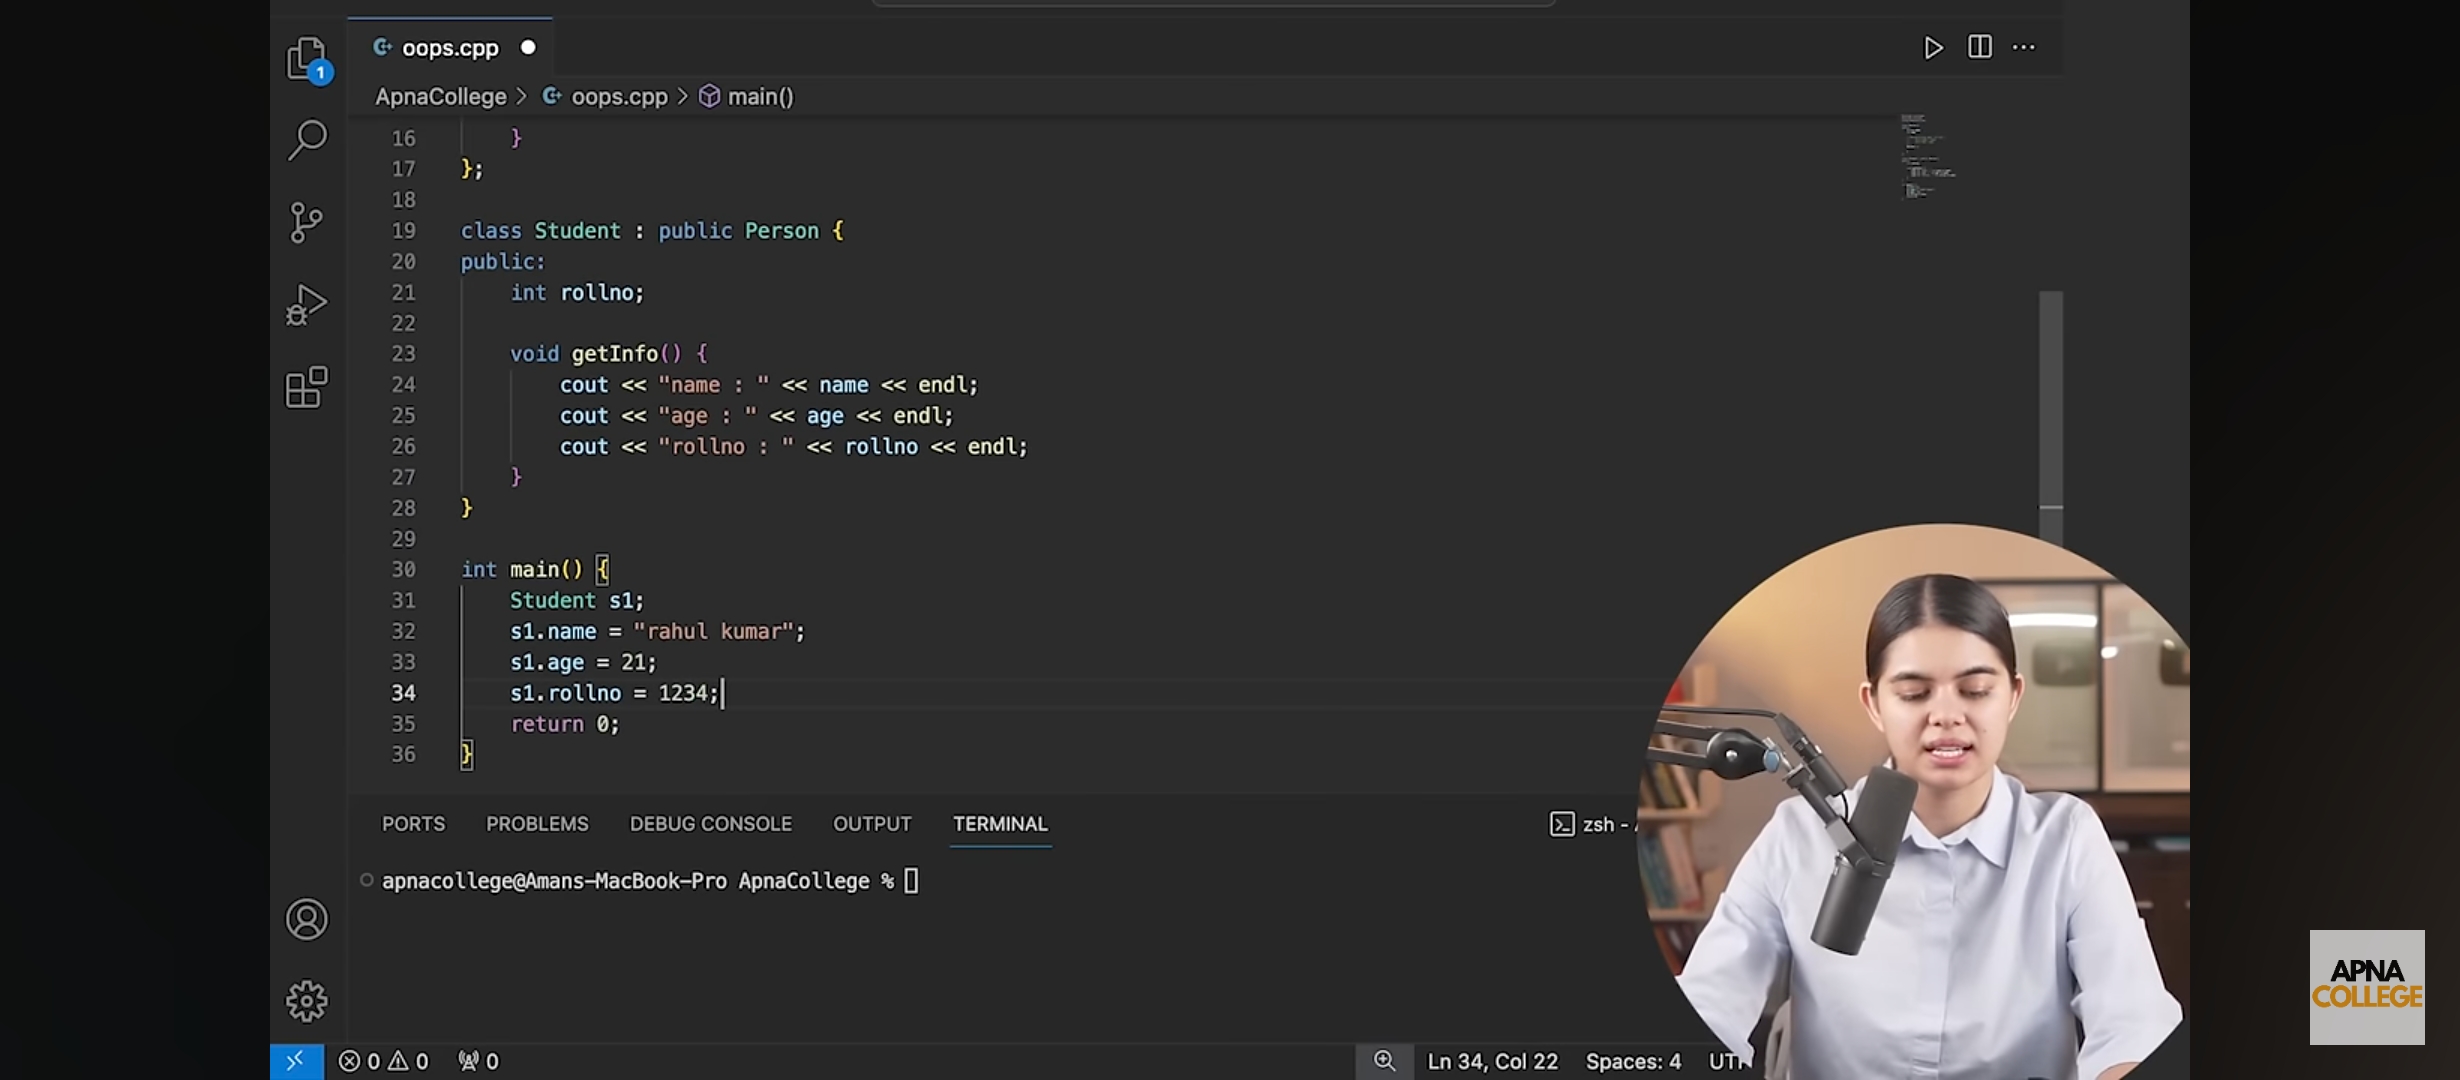 oops.cpp
1
ApnaCollege > oops.cpp > main()
16 }
17 };
18
19 class Student : public Person {
20 public:
21 int rollno;
22
23 void getInfo() {
24 cout << "name : " << name << endl;
25 cout << "age : " << age << endl;
26 cout << "rollno : " << rollno << endl;
27 }
28 }
29
30 int main() {
31 Student s1;
32 s1.name = "rahul kumar";
33 s1.age = 21;
34 s1.rollno = 1234;
35 return 0;
36 }
PORTS PROBLEMS DEBUG CONSOLE OUTPUT TERMINAL zsh -
apnacollege@Amans-MacBook-Pro ApnaCollege %
APNA
COLLEGE
0 0 0 Ln 34, Col 22 Spaces: 4